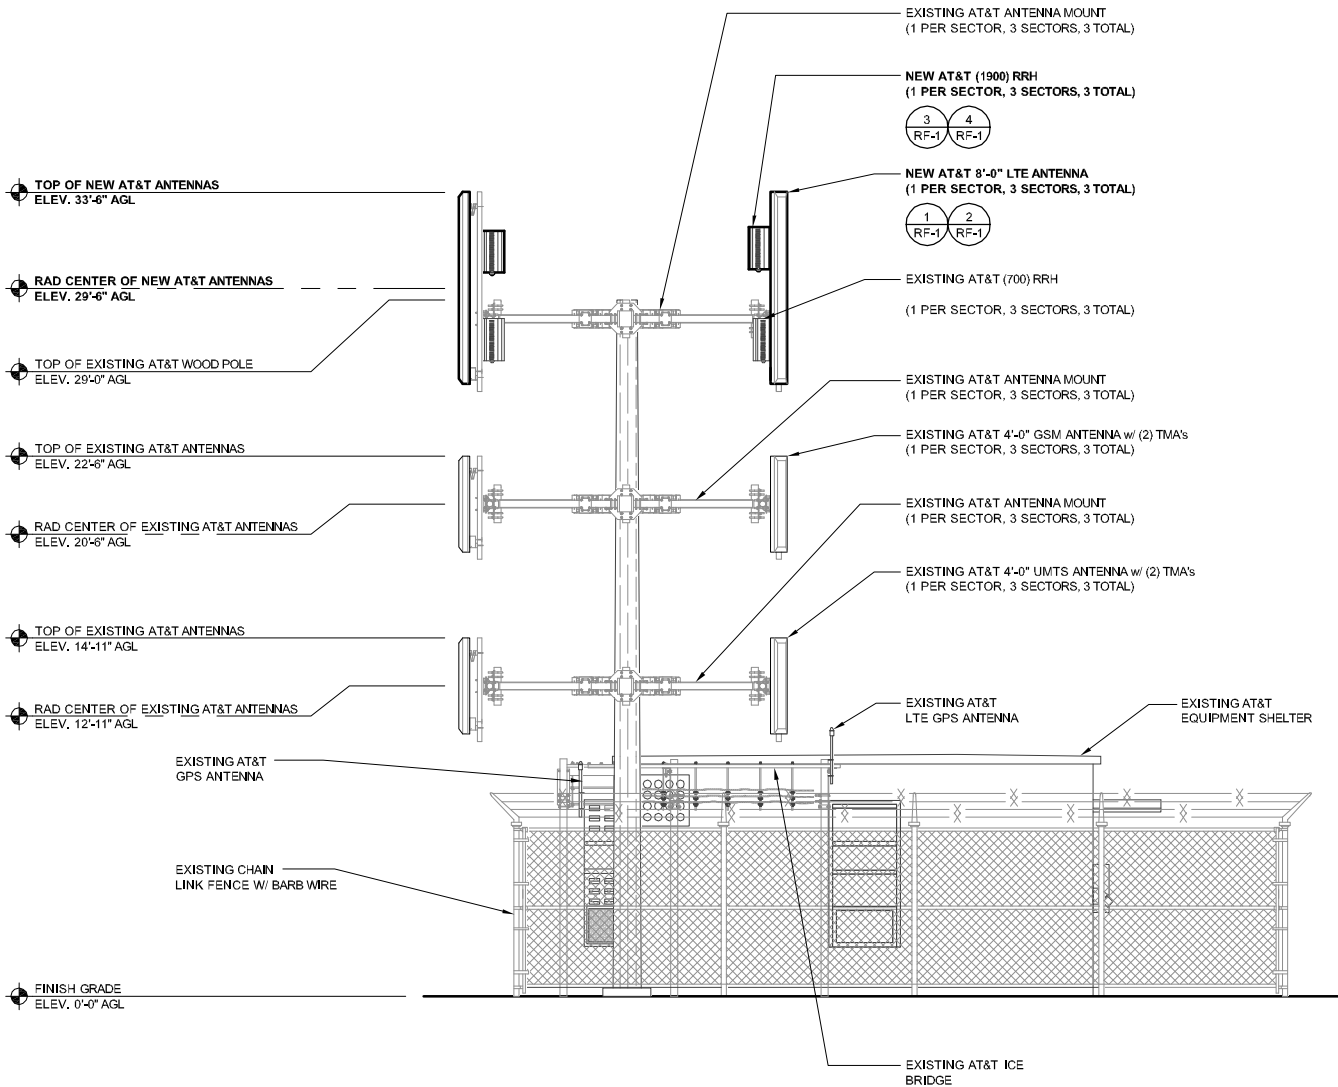 EXISTING AT&T ANTENNA MOUNT
(1 PER SECTOR, 3 SECTORS, 3 TOTAL)
NEW AT&T (1900) RRH
(1 PER SECTOR, 3 SECTORS, 3 TOTAL)
3 4
RF-1 RF-1
NEW AT&T 8'-0" LTE ANTENNA
(1 PER SECTOR, 3 SECTORS, 3 TOTAL)
1 2
RF-1 RF-1
EXISTING AT&T (700) RRH
(1 PER SECTOR, 3 SECTORS, 3 TOTAL)
EXISTING AT&T ANTENNA MOUNT
(1 PER SECTOR, 3 SECTORS, 3 TOTAL)
EXISTING AT&T 4'-0" GSM ANTENNA w/ (2) TMA's
(1 PER SECTOR, 3 SECTORS, 3 TOTAL)
EXISTING AT&T ANTENNA MOUNT
(1 PER SECTOR, 3 SECTORS, 3 TOTAL)
EXISTING AT&T 4'-0" UMTS ANTENNA w/ (2) TMA's
(1 PER SECTOR, 3 SECTORS, 3 TOTAL)
EXISTING AT&T
LTE GPS ANTENNA
EXISTING AT&T
EQUIPMENT SHELTER
TOP OF NEW AT&T ANTENNAS
ELEV. 33'-6" AGL
RAD CENTER OF NEW AT&T ANTENNAS
ELEV. 29'-6" AGL
TOP OF EXISTING AT&T WOOD POLE
ELEV. 29'-0" AGL
TOP OF EXISTING AT&T ANTENNAS
ELEV. 22'-6" AGL
RAD CENTER OF EXISTING AT&T ANTENNAS
ELEV. 20'-6" AGL
TOP OF EXISTING AT&T ANTENNAS
ELEV. 14'-11" AGL
RAD CENTER OF EXISTING AT&T ANTENNAS
ELEV. 12'-11" AGL
EXISTING AT&T
GPS ANTENNA
EXISTING CHAIN
LINK FENCE W/ BARB WIRE
FINISH GRADE
ELEV. 0'-0" AGL
EXISTING AT&T ICE
BRIDGE